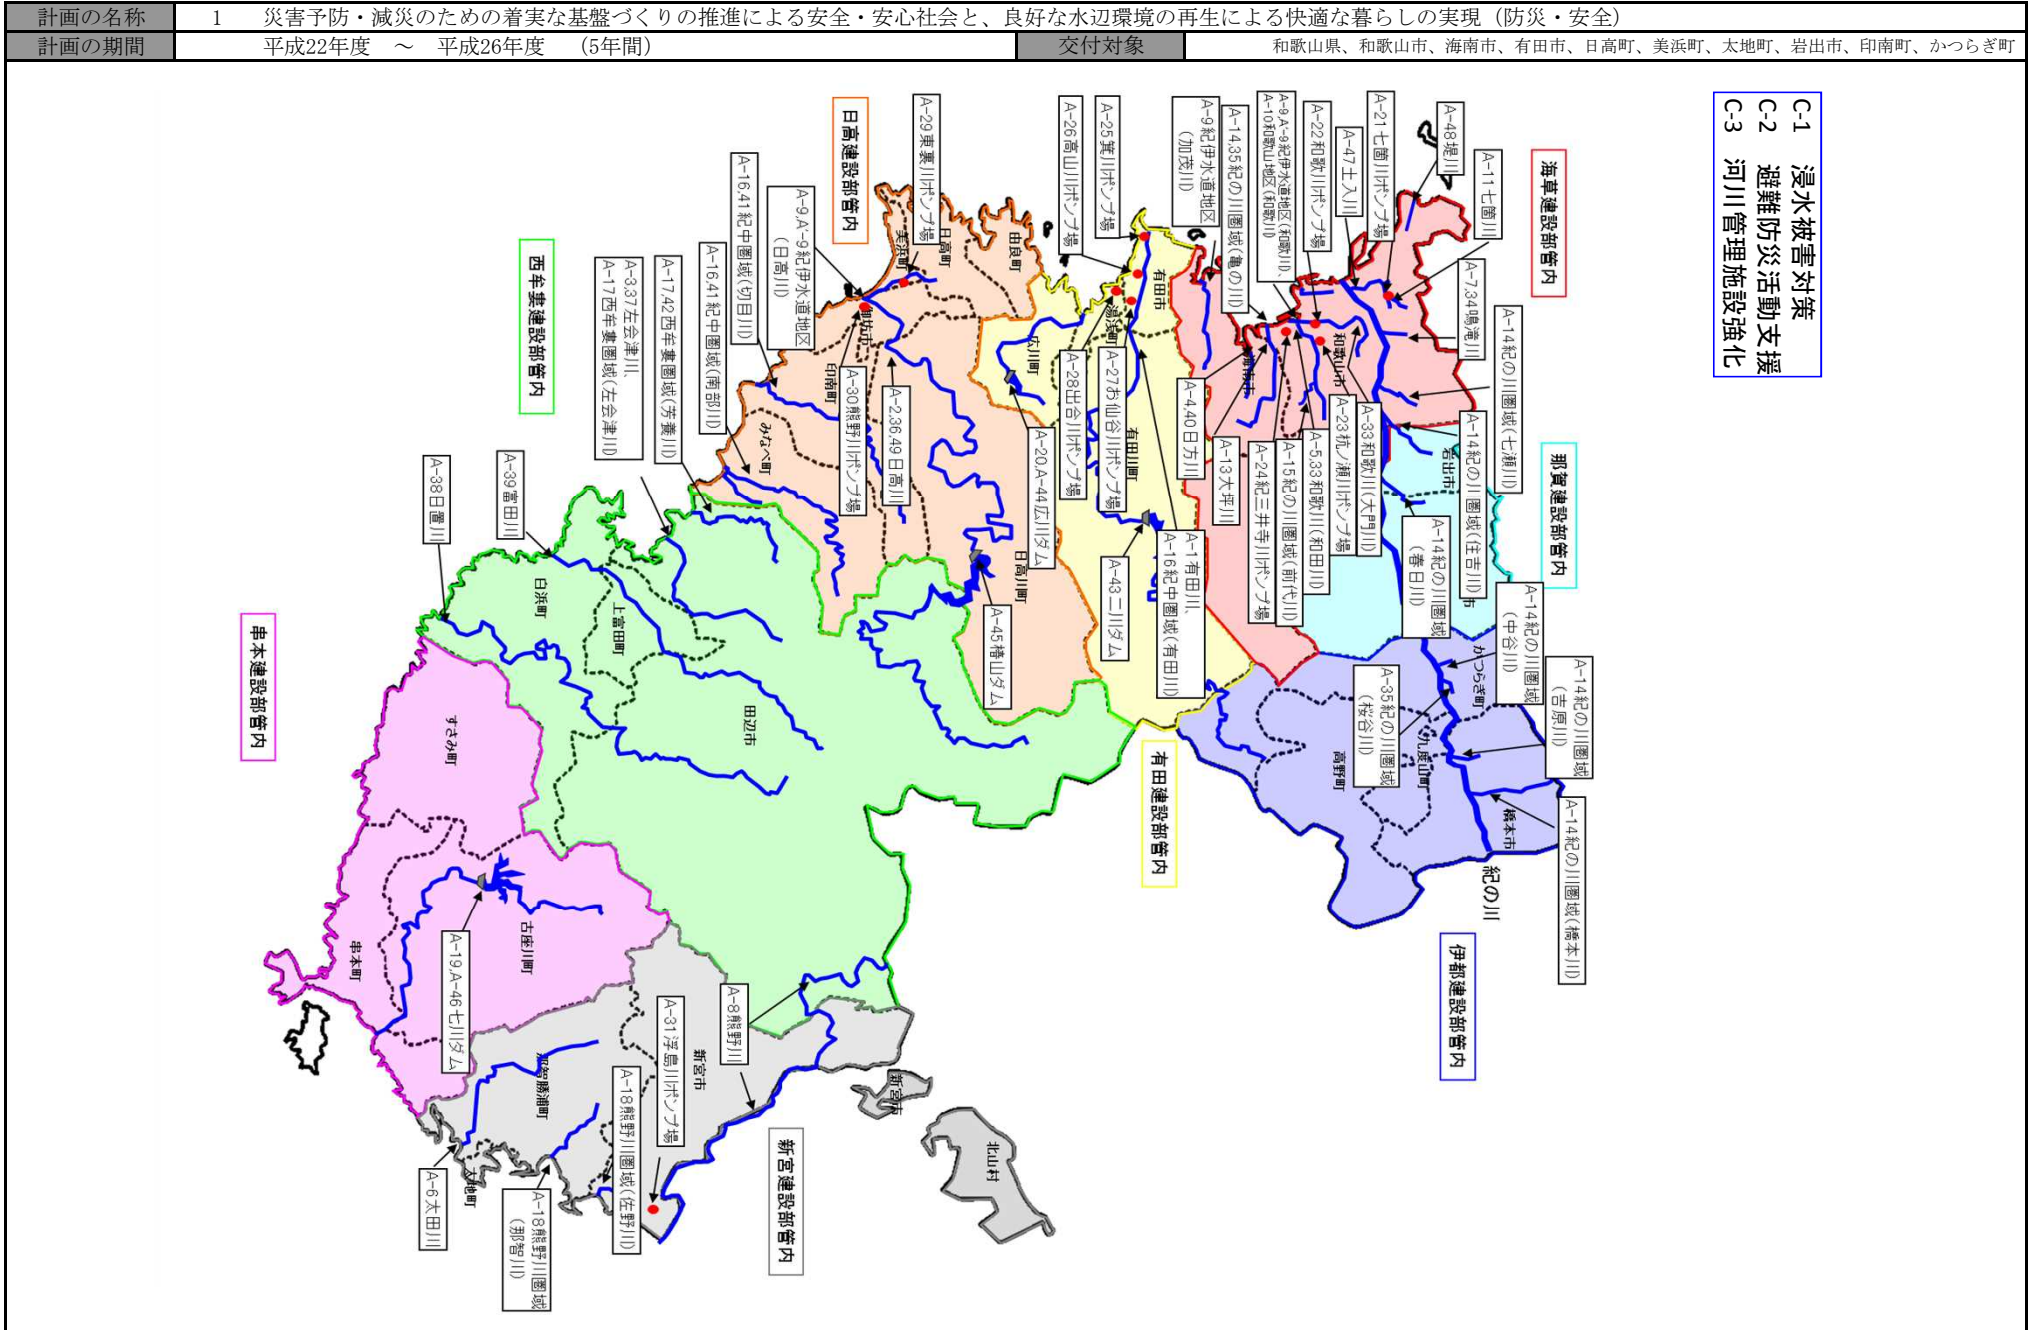 計画の名称
1 災害予防・減災のための着実な基盤づくりの推進による安全・安心社会と、良好な水辺環境の再生による快適な暮らしの実現（防災・安全）
計画の期間
平成22年度 ～ 平成26年度 （5年間）
交付対象
和歌山県、和歌山市、海南市、有田市、日高町、美浜町、太地町、岩出市、印南町、かつらぎ町
C-1 浸水被害対策
C-2 避難防災活動支援
C-3 河川管理施設強化
海草建設部管内
A-48堤川
A-11七箇川
A-21七箇川ポンプ場
A-47土入川
A-22和歌川ポンプ場
A-9,A'-9紀伊水道地区(和歌川)、
A-10和歌山地区(和歌川)
A-14,35紀の川圏域(亀の川)
A-9紀伊水道地区
(加茂川)
A-7,34鳴滝川
A-14紀の川圏域(七瀬川)
A-14紀の川圏域(住吉川)
A-33和歌川(大門川)
A-23杭ノ瀬川ポンプ場
A-5,33和歌川(和田川)
A-15紀の川圏域(前代川)
A-24紀三井寺川ポンプ場
A-13大坪川
A-4,40日方川
和歌山市
海南市
那賀建設部管内
岩出市
市
A-14紀の川圏域
(春日川)
伊都建設部管内
A-14紀の川圏域
(中谷川)
A-14紀の川圏域
(吉原川)
A-35紀の川圏域
(桜谷川)
A-14紀の川圏域(橋本川)
かつらぎ町
九度山町
高野町
橋本市
紀の川
有田建設部管内
A-25箕川ポンプ場
A-26高山川ポンプ場
A-27お仙谷川ポンプ場
A-28出合川ポンプ場
A-1有田川、
A-16紀中圏域(有田川)
A-43二川ダム
A-20,A-44広川ダム
有田市
湯浅町
広川町
有田川町
日高建設部管内
A-29東裏川ポンプ場
A-9,A'-9紀伊水道地区
(日高川)
A-16,41紀中圏域(切目川)
A-16,41紀中圏域(南部川)
A-30熊野川ポンプ場
A-2,36,49日高川
A-45椿山ダム
由良町
日高町
美浜町
御坊市
印南町
みなべ町
日高川町
西牟婁建設部管内
A-17,42西牟婁圏域(芳養川)
A-3,37左会津川、
A-17西牟婁圏域(左会津川)
A-39富田川
A-38日置川
白浜町
上富田町
田辺市
串本建設部管内
すさみ町
古座川町
串本町
A-19,A-46七川ダム
新宮建設部管内
A-8熊野川
A-31浮島川ポンプ場
A-18熊野川圏域(佐野川)
A-18熊野川圏域
(那智川)
A-6太田川
新宮市
那智勝浦町
太地町
新宮市
北山村